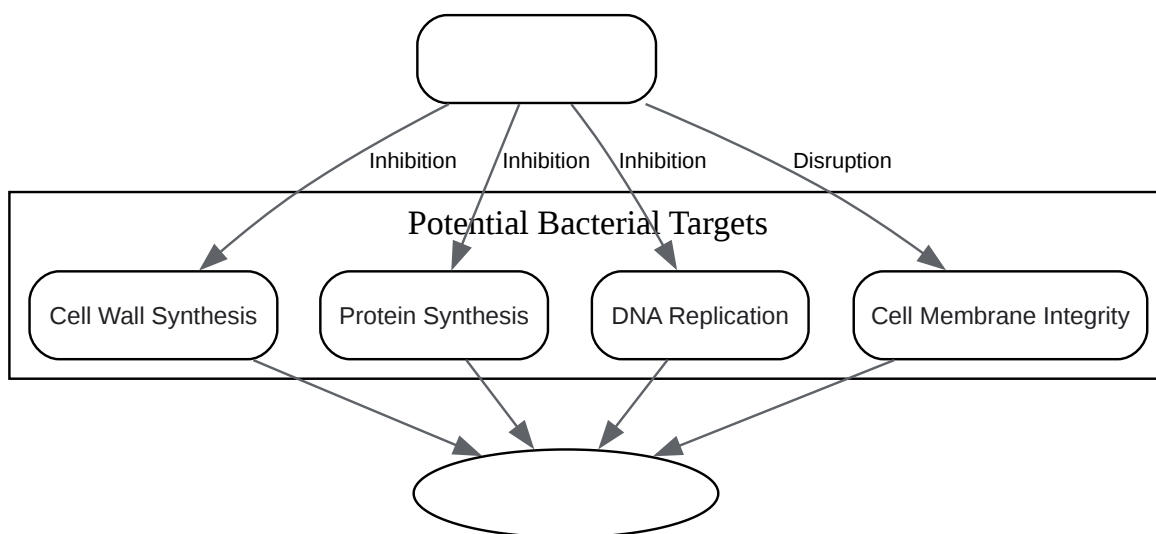 Inhibition
Inhibition
Inhibition
Disruption
Potential Bacterial Targets
Cell Wall Synthesis
Protein Synthesis
DNA Replication
Cell Membrane Integrity